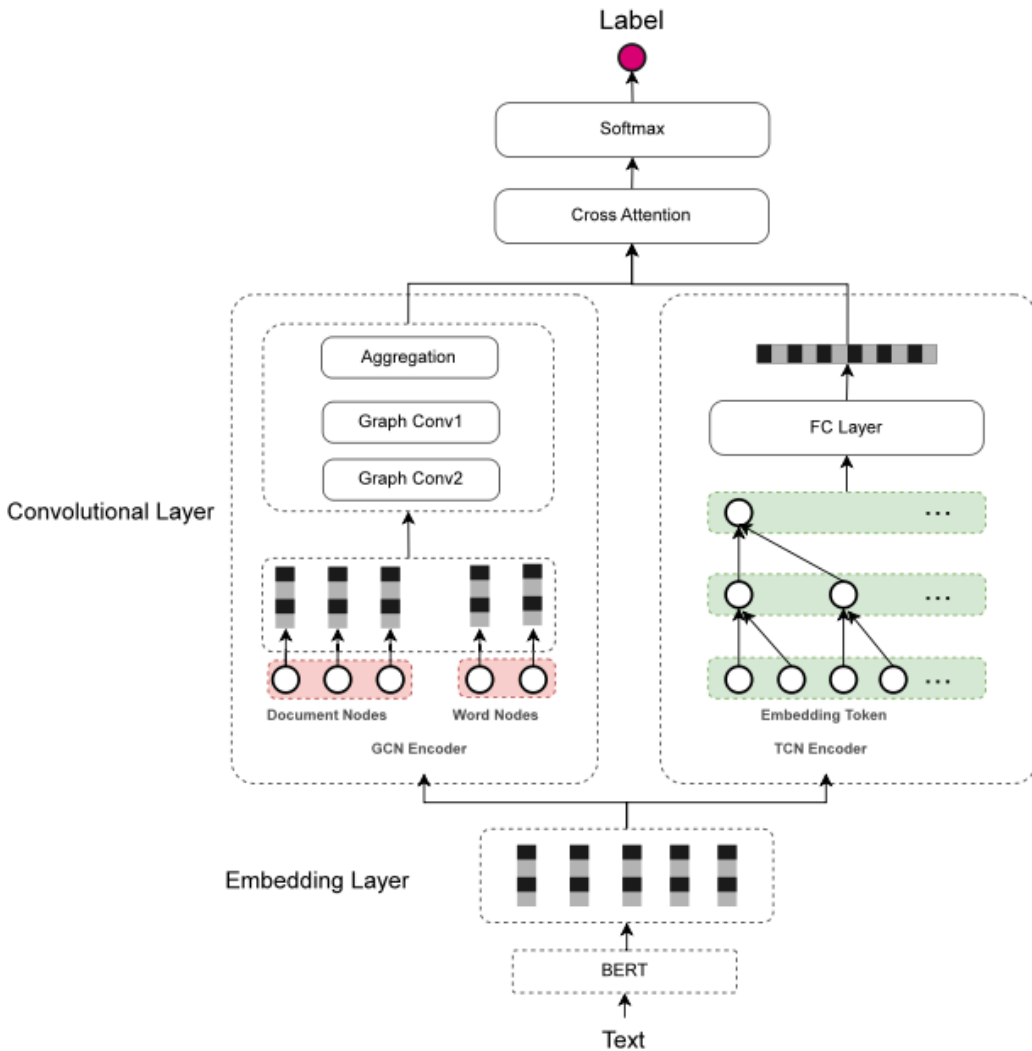 Label
Softmax
Cross Attention
Aggregation
Graph Conv1
Graph Conv2
FC Layer
Convolutional Layer
...
...
...
Document Nodes
Word Nodes
GCN Encoder
Embedding Token
TCN Encoder
Embedding Layer
BERT
Text